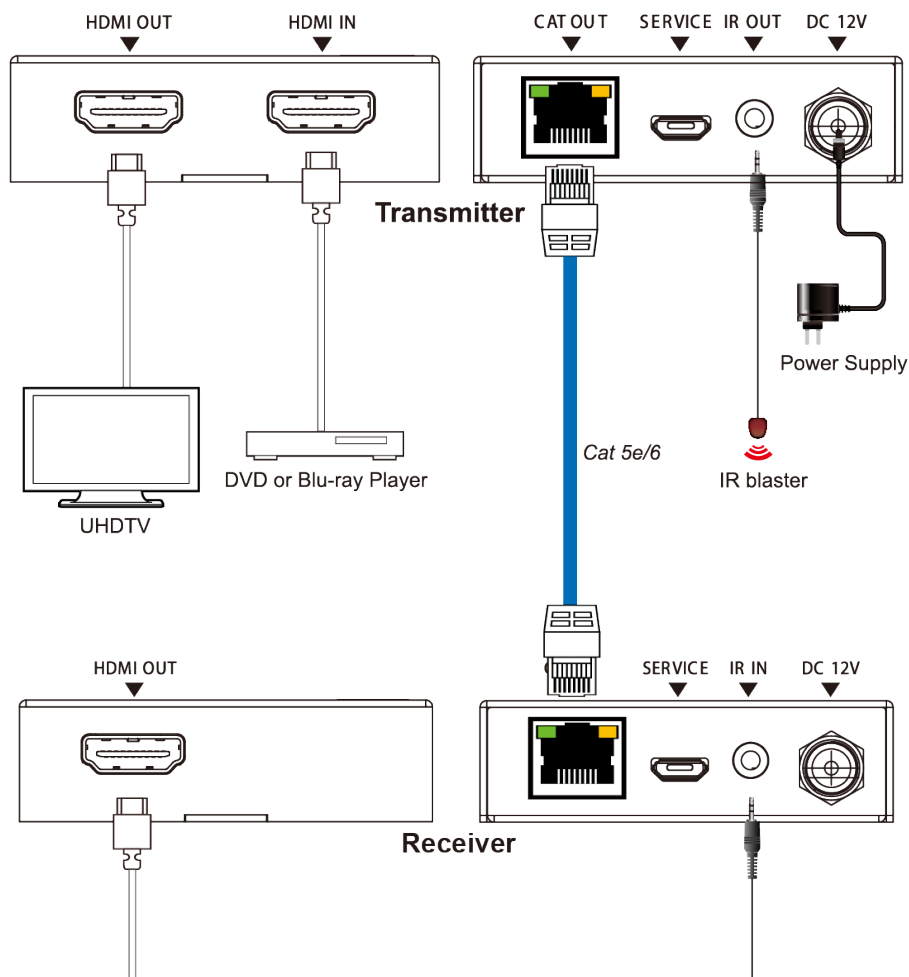 HDMI OUT
HDMI IN
CAT OUT
SERVICE
IR OUT
DC 12V
Transmitter
Power Supply
Cat 5e/6
DVD or Blu-ray Player
IR blaster
UHDTV
HDMI OUT
SERVICE
IR IN
DC 12V
Receiver